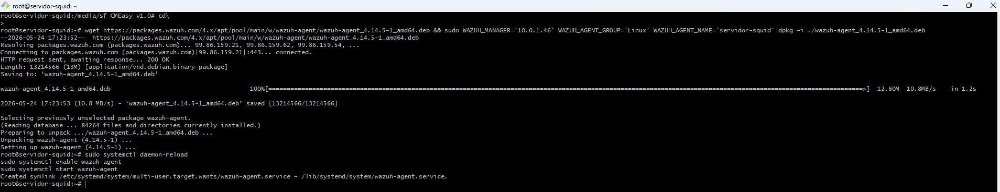 root@servidor-squid: ~
root@servidor-squid:/media/sf_CMEasy_v1.0# cd\
>
root@servidor-squid:~# wget https://packages.wazuh.com/4.x/apt/pool/main/w/wazuh-agent/wazuh-agent_4.14.5-1_amd64.deb && sudo WAZUH_MANAGER='10.0.1.46' WAZUH_AGENT_GROUP='Linux' WAZUH_AGENT_NAME='servidor-squid' dpkg -i ./wazuh-agent_4.14.5-1_amd64.deb
--2026-05-24 17:23:52--  https://packages.wazuh.com/4.x/apt/pool/main/w/wazuh-agent/wazuh-agent_4.14.5-1_amd64.deb
Resolving packages.wazuh.com (packages.wazuh.com)... 99.86.159.21, 99.86.159.62, 99.86.159.54, ...
Connecting to packages.wazuh.com (packages.wazuh.com)|99.86.159.21|:443... connected.
HTTP request sent, awaiting response... 200 OK
Length: 13214566 (13M) [application/vnd.debian.binary-package]
Saving to: ‘wazuh-agent_4.14.5-1_amd64.deb’
wazuh-agent_4.14.5-1_amd64.deb 100%[===================================================================================================================================================================>] 12.60M 10.8MB/s in 1.2s
2026-05-24 17:23:53 (10.8 MB/s) - ‘wazuh-agent_4.14.5-1_amd64.deb’ saved [13214566/13214566]
Selecting previously unselected package wazuh-agent.
(Reading database ... 84264 files and directories currently installed.)
Preparing to unpack .../wazuh-agent_4.14.5-1_amd64.deb ...
Unpacking wazuh-agent (4.14.5-1) ...
Setting up wazuh-agent (4.14.5-1) ...
root@servidor-squid:~# sudo systemctl daemon-reload
sudo systemctl enable wazuh-agent
sudo systemctl start wazuh-agent
Created symlink /etc/systemd/system/multi-user.target.wants/wazuh-agent.service → /lib/systemd/system/wazuh-agent.service.
root@servidor-squid:~#